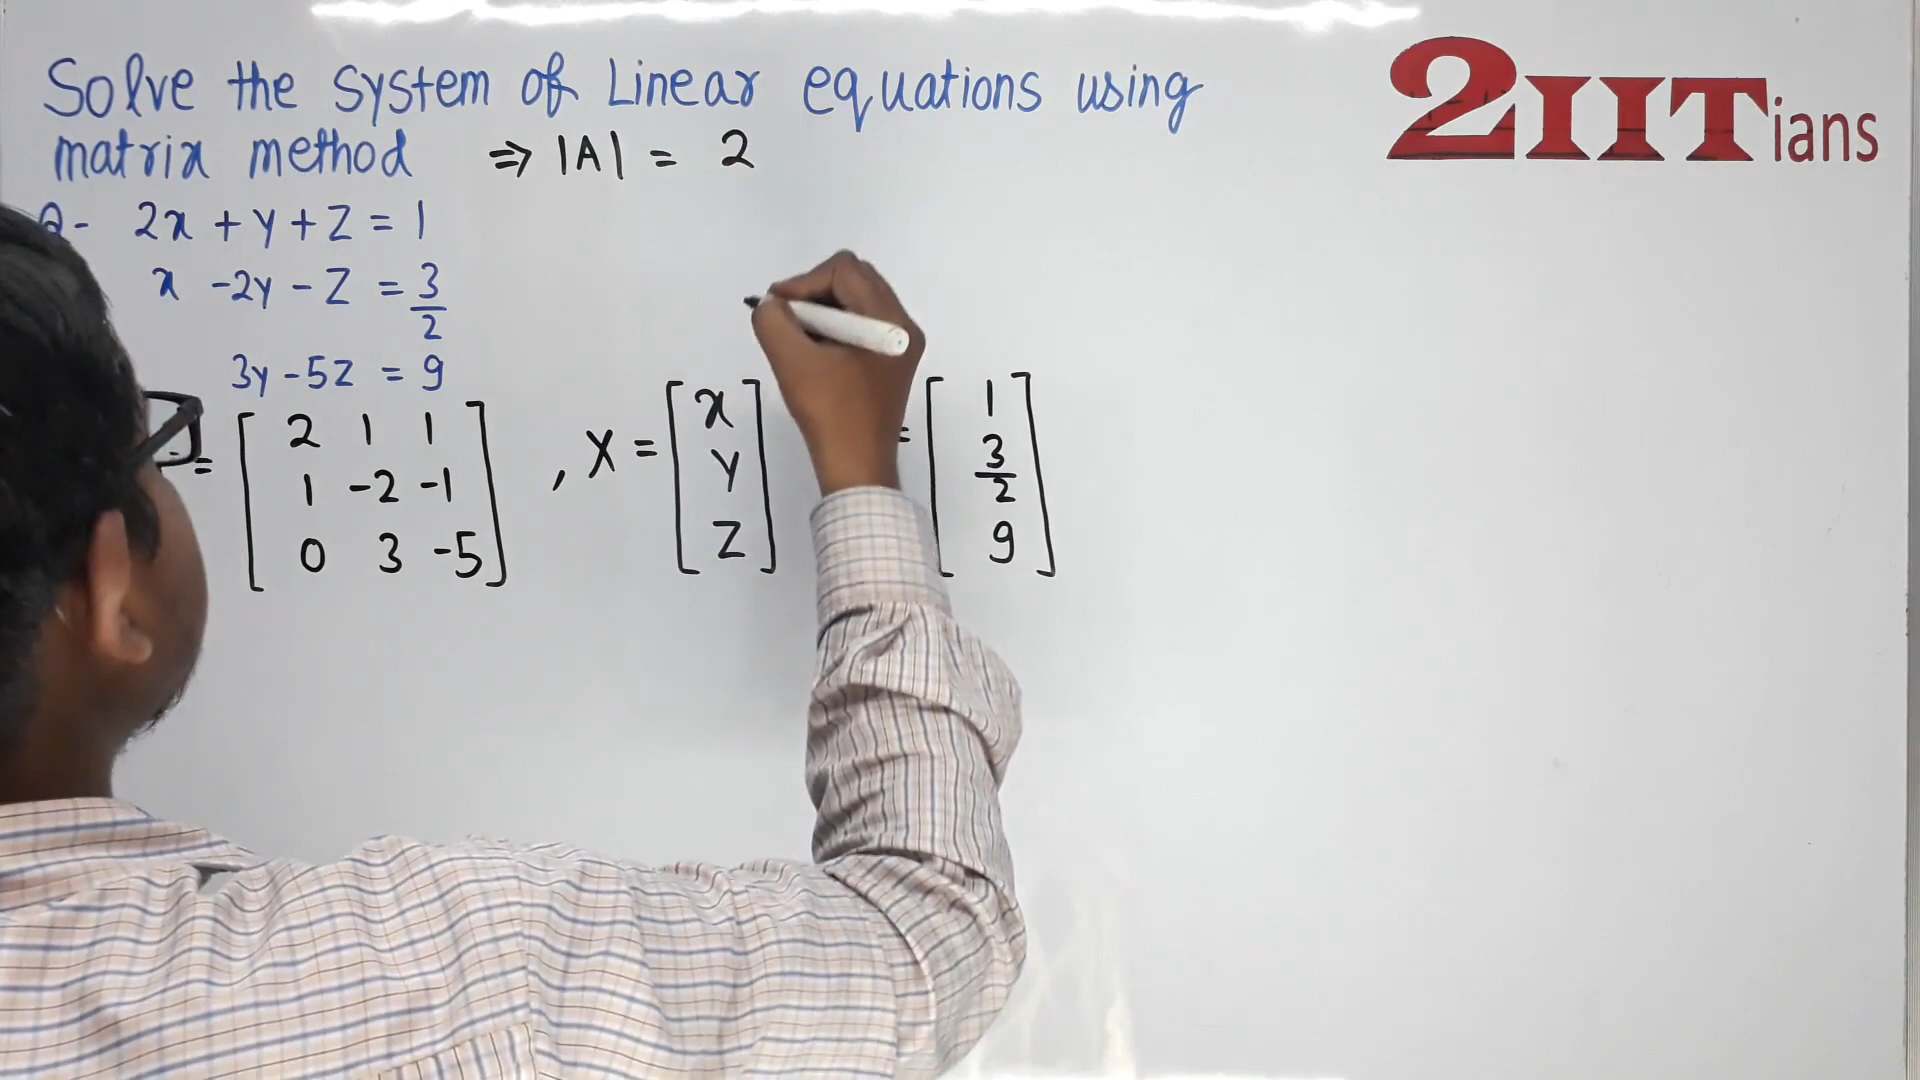 Solve the system of Linear equations using
matrix method ⇒ |A| = 2
2IITians
Q- 2x + y + z = 1
x - 2y - z = 3/2
3y - 5z = 9
= [ 2 1 1 , X = [ x = [ 1
1 -2 -1 y 3/2
0 3 -5 ] z ] 9 ]